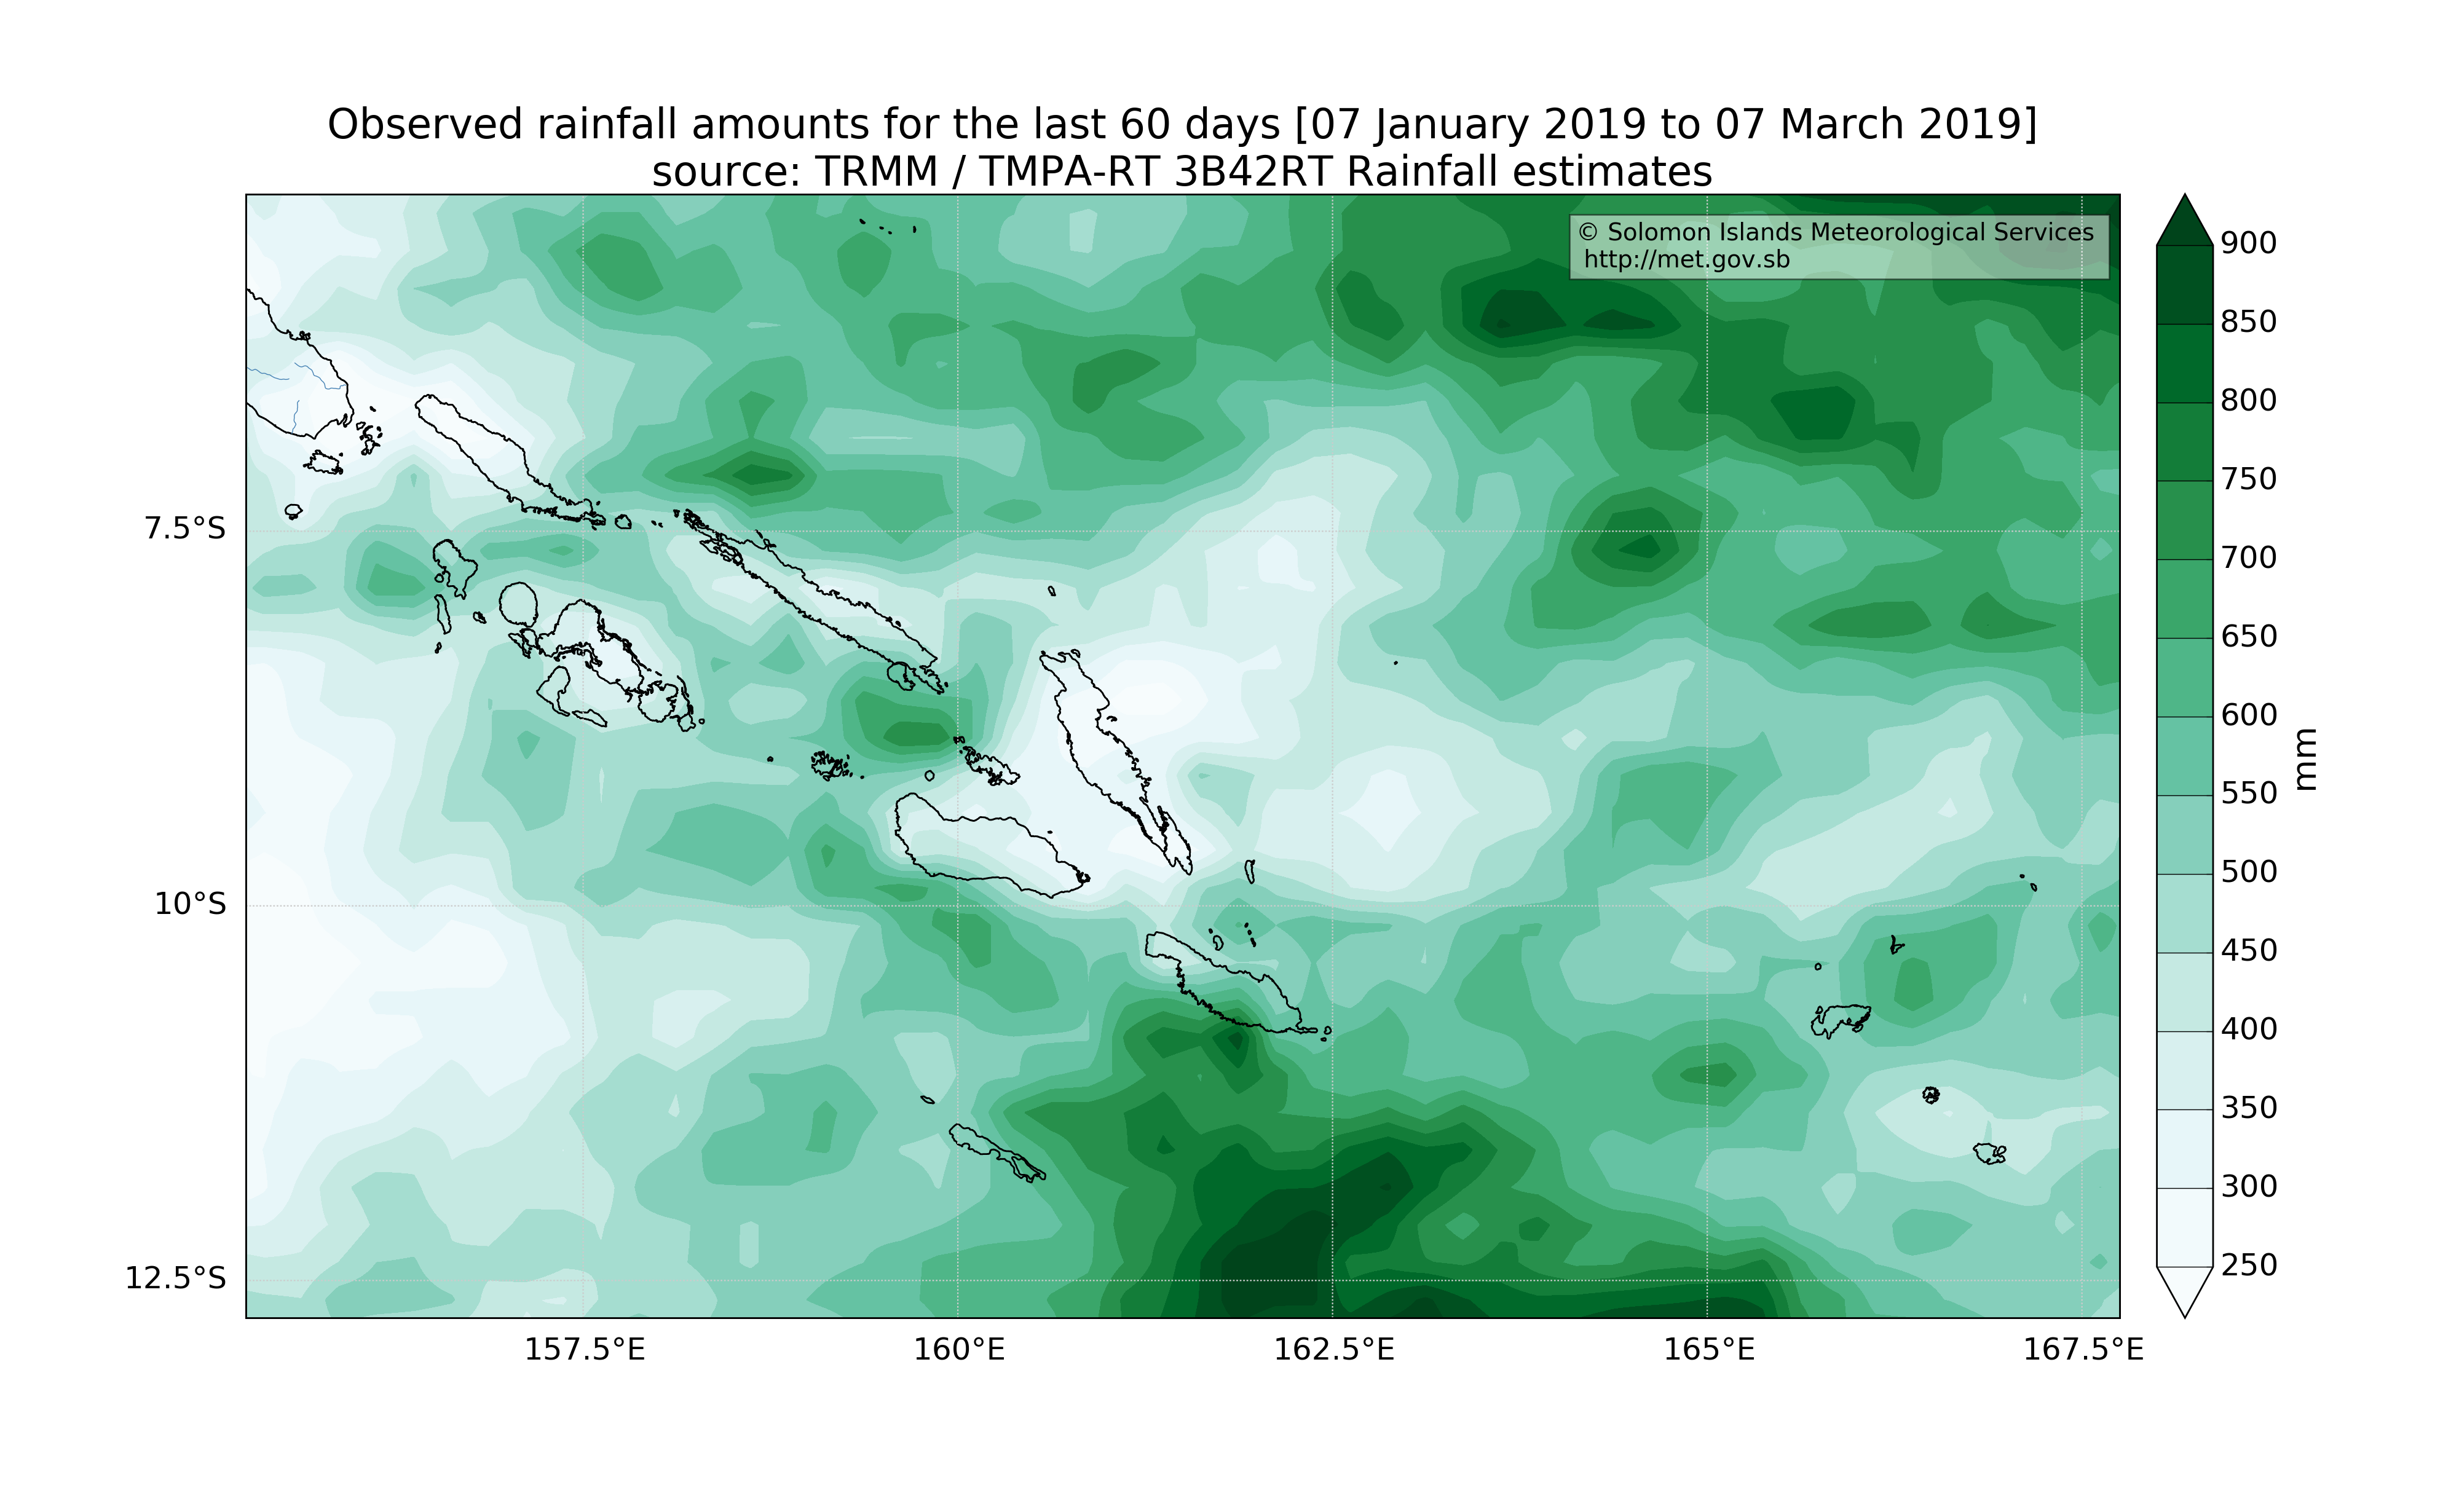 Observed rainfall amounts for the last 60 days [07 January 2019 to 07 March 2019]
source: TRMM / TMPA-RT 3B42RT Rainfall estimates
© Solomon Islands Meteorological Services
http://met.gov.sb
7.5°S
10°S
12.5°S
157.5°E
160°E
162.5°E
165°E
167.5°E
900
850
800
750
700
650
600
550
500
450
400
350
300
250
mm